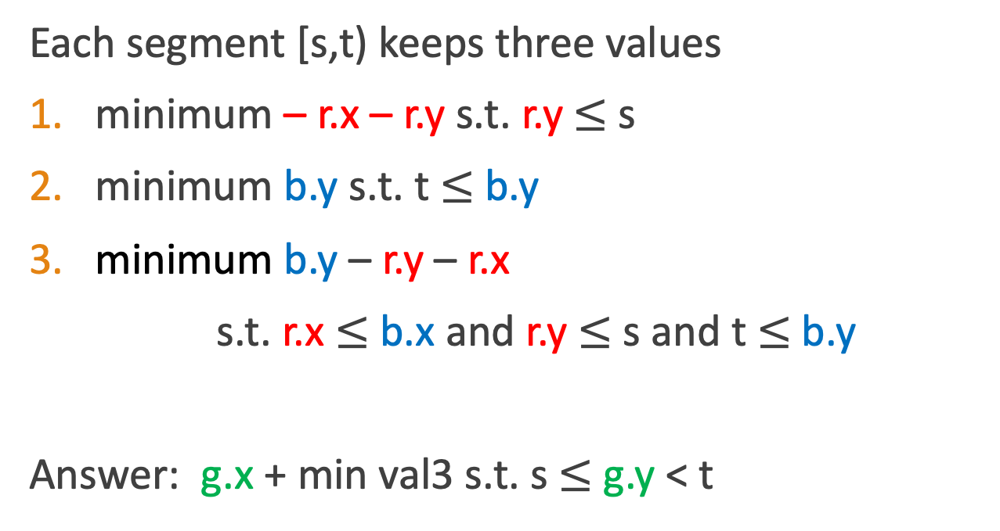 Each segment [s,t) keeps three values
1. minimum – r.x – r.y s.t. r.y ≤ s
2. minimum b.y s.t. t ≤ b.y
3. minimum b.y – r.y – r.x
s.t. r.x ≤ b.x and r.y ≤ s and t ≤ b.y
Answer: g.x + min val3 s.t. s ≤ g.y < t